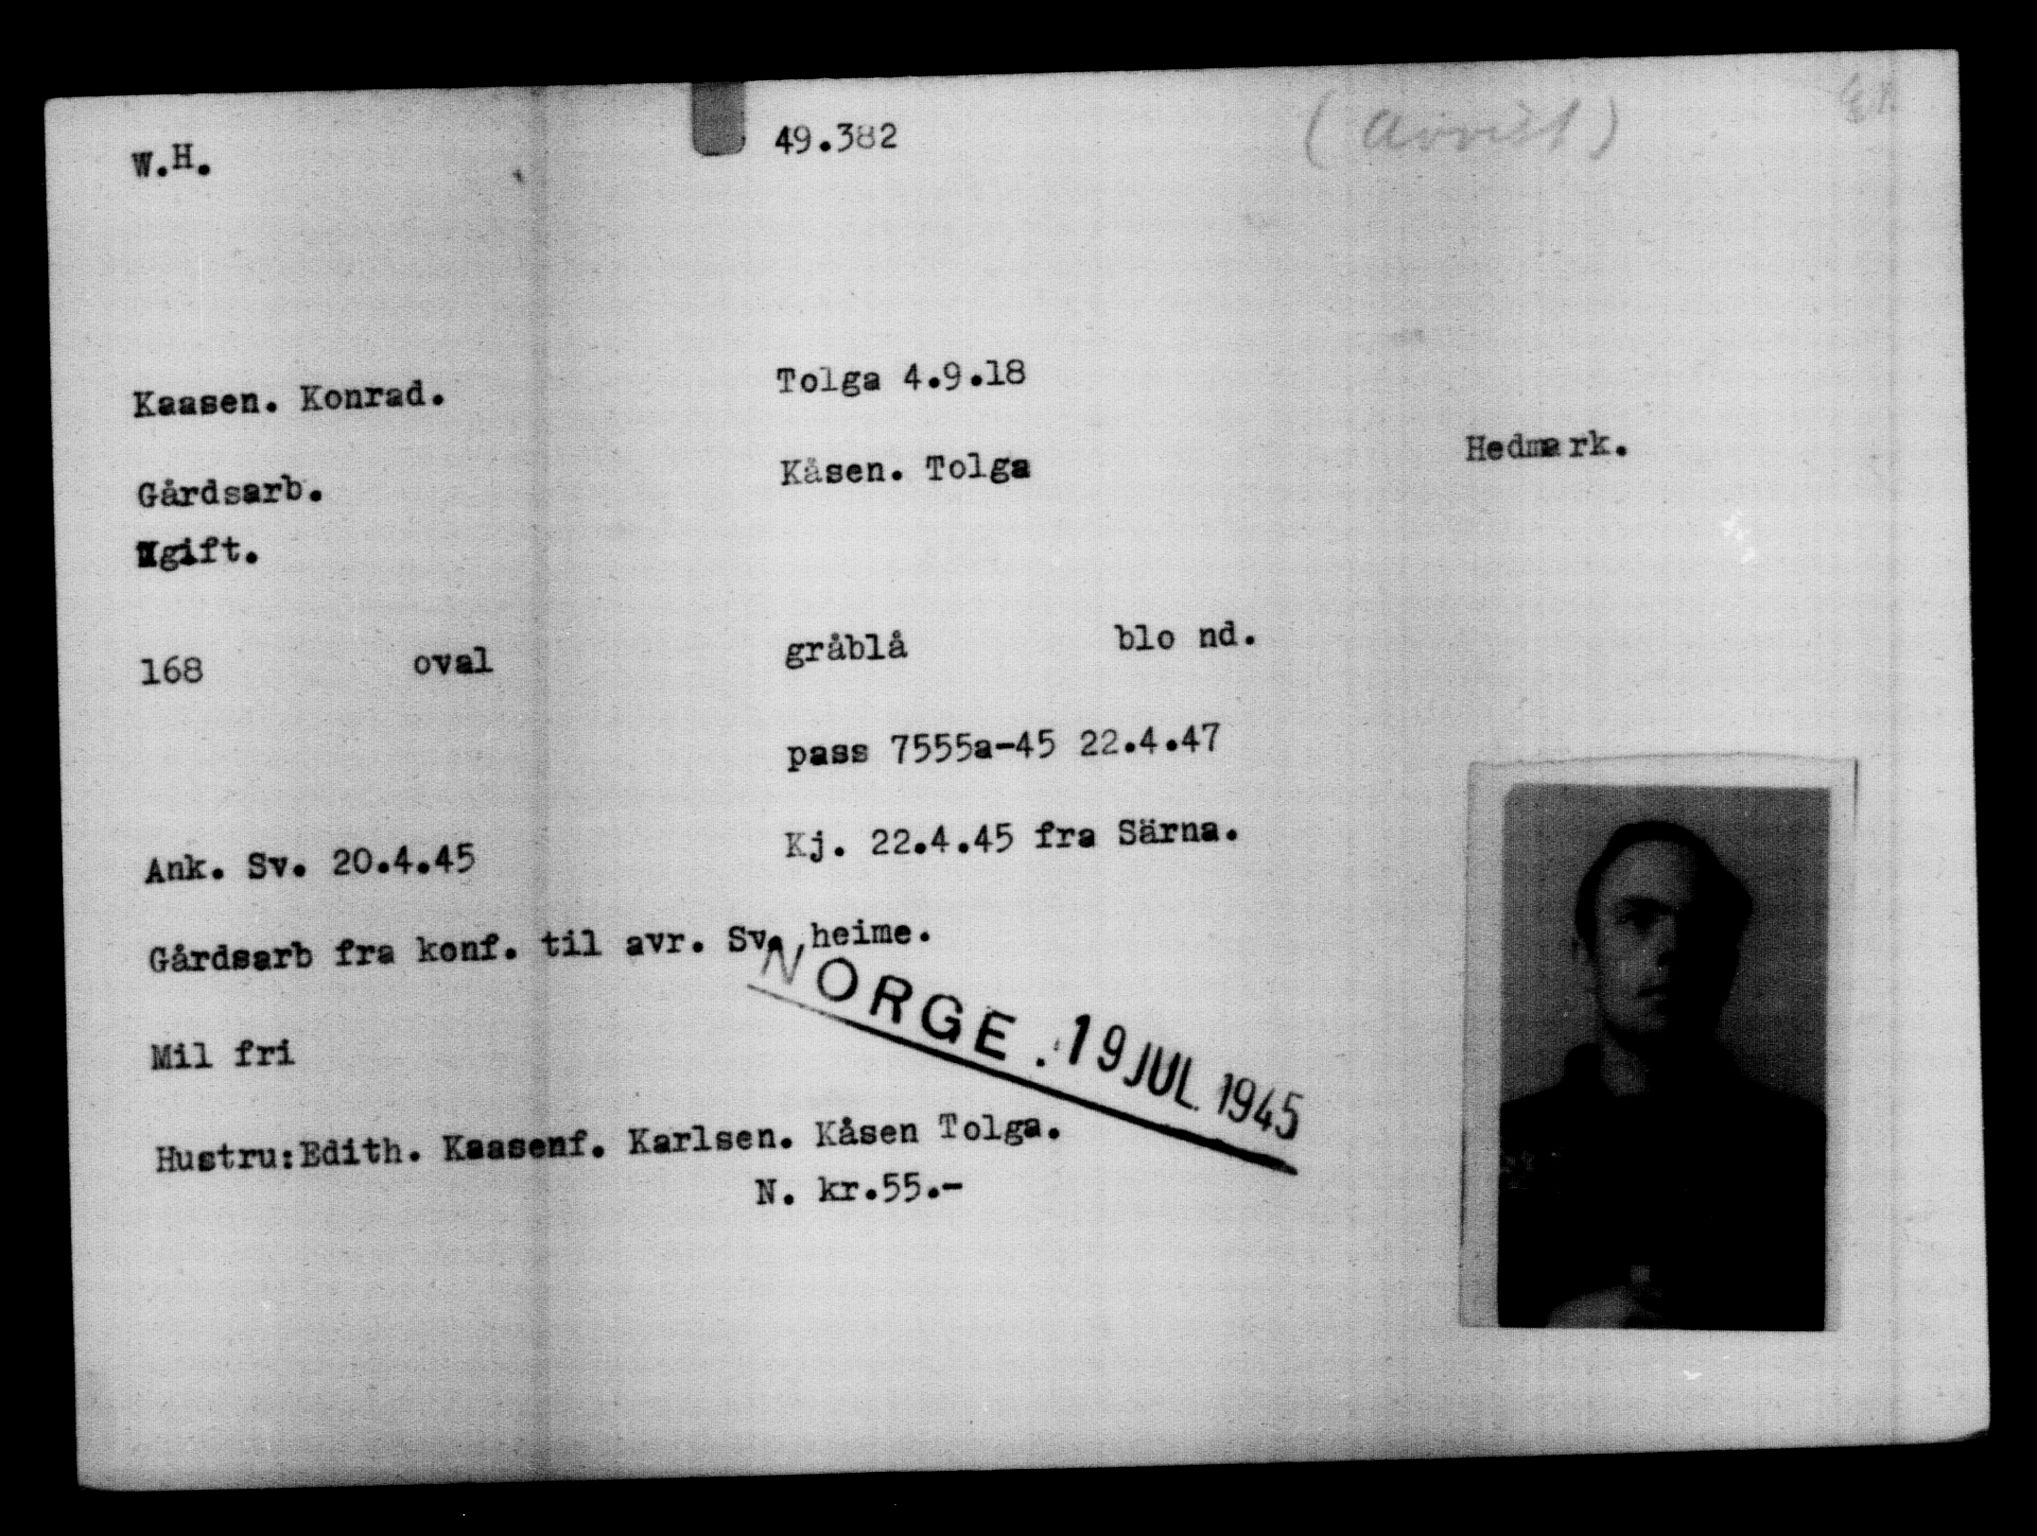 W.H.
49.382
(avvist)
Kaasen. Konrad.
Tolga 4.9.18
Gårdsarb.
Kåsen. Tolga
Hedmark.
gift.
168 oval gråblå blo nd.
pass 7555a-45 22.4.47
Ank. Sv. 20.4.45
Kj. 22.4.45 fra Särna.
Gårdsarb fra konf. til avr. Sv. heime.
NORGE. 19 JUL. 1945
Mil fri
Hustru:Edith. Kaasenf. Karlsen. Kåsen Tolga.
N. kr.55.-